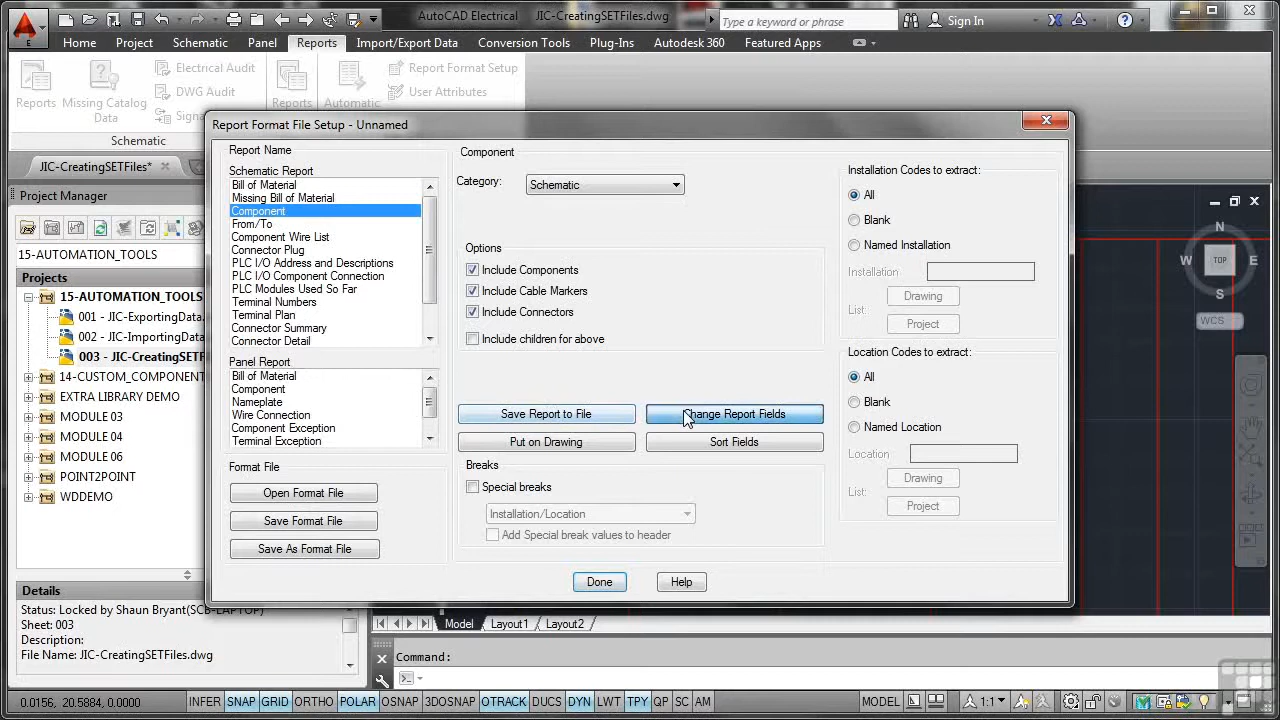 AutoCAD Electrical JIC-CreatingSETFiles.dwg
Type a keyword or phrase
Sign In
Home Project Schematic Panel Reports Import/Export Data Conversion Tools Plug-Ins Autodesk 360 Featured Apps
Reports
Missing Catalog
Data
Electrical Audit
DWG Audit
Signa
Reports
Automatic
Report Format Setup
User Attributes
Schematic
JIC-CreatingSETFiles*
Project Manager
15-AUTOMATION_TOOLS
Projects
15-AUTOMATION_TOOLS
001 - JIC-ExportingData.
002 - JIC-ImportingData
003 - JIC-CreatingSETF
14-CUSTOM_COMPONENT
EXTRA LIBRARY DEMO
MODULE 03
MODULE 04
MODULE 06
POINT2POINT
WDDEMO
Details
Status: Locked by Shaun Bryant(SCB-LAPTOP)
Sheet: 003
Description:
File Name: JIC-CreatingSETFiles.dwg
Report Format File Setup - Unnamed
Report Name
Schematic Report
Bill of Material
Missing Bill of Material
Component
From/To
Component Wire List
Connector Plug
PLC I/O Address and Descriptions
PLC I/O Component Connection
PLC Modules Used So Far
Terminal Numbers
Terminal Plan
Connector Summary
Connector Detail
Panel Report
Bill of Material
Component
Nameplate
Wire Connection
Component Exception
Terminal Exception
Format File
Open Format File
Save Format File
Save As Format File
Component
Category: Schematic
Options
Include Components
Include Cable Markers
Include Connectors
Include children for above
Save Report to File
Change Report Fields
Put on Drawing
Sort Fields
Breaks
Special breaks
Installation/Location
Add Special break values to header
Done
Help
Installation Codes to extract:
All
Blank
Named Installation
Installation
List:
Drawing
Project
Location Codes to extract:
All
Blank
Named Location
Location
List:
Drawing
Project
N
W TOP E
S
WCS
Model Layout1 Layout2
Command:
0.0156, 20.5884, 0.0000
INFER SNAP GRID ORTHO POLAR OSNAP 3DOSNAP OTRACK DUCS DYN LWT TPY QP SC AM
MODEL
1:1